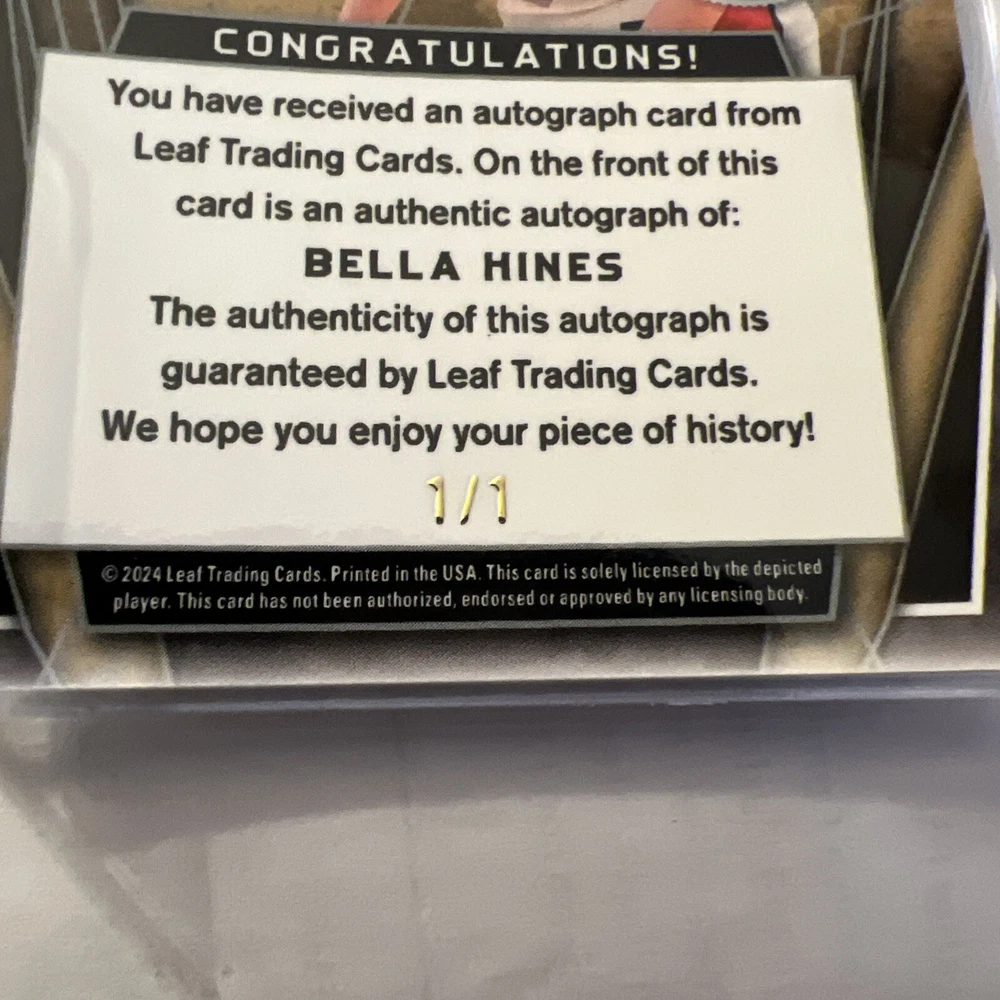 CONGRATULATIONS!
You have received an autograph card from
Leaf Trading Cards. On the front of this
card is an authentic autograph of:
BELLA HINES
The authenticity of this autograph is
guaranteed by Leaf Trading Cards.
We hope you enjoy your piece of history!
1/1
© 2024 Leaf Trading Cards. Printed in the USA. This card is solely licensed by the depicted
player. This card has not been authorized, endorsed or approved by any licensing body.